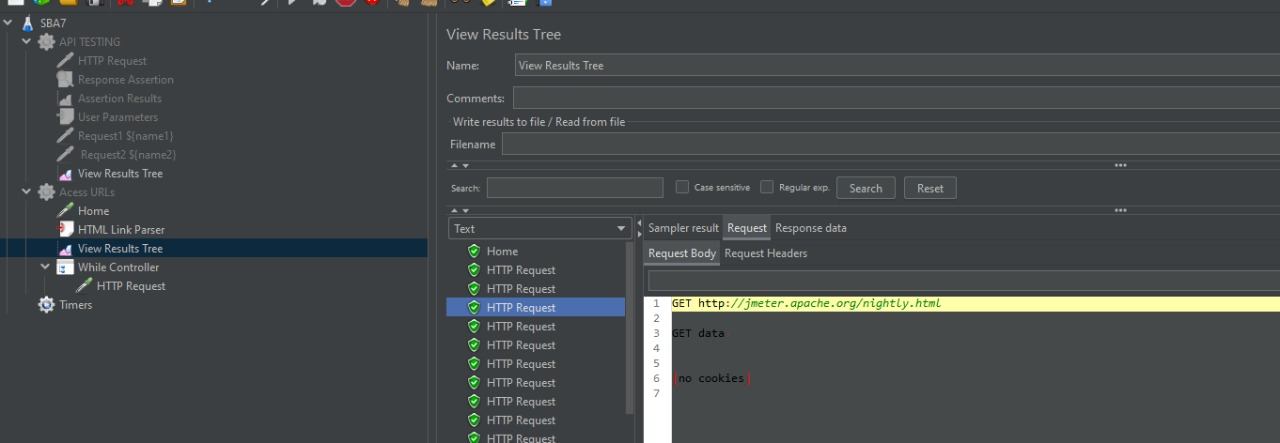 SBA7
API TESTING
HTTP Request
Response Assertion
Assertion Results
User Parameters
Request1 ${name1}
Request2 ${name2}
View Results Tree
Acess URLs
Home
HTML Link Parser
View Results Tree
While Controller
HTTP Request
Timers
View Results Tree
Name: View Results Tree
Comments:
Write results to file / Read from file
Filename
Search: Case sensitive Regular exp. Search Reset
Text
Home
HTTP Request
HTTP Request
HTTP Request
HTTP Request
HTTP Request
HTTP Request
HTTP Request
HTTP Request
HTTP Request
HTTP Request
Sampler result Request Response data
Request Body Request Headers
1 GET http://jmeter.apache.org/nightly.html
2
3 GET data
4
5
6 [no cookies]
7